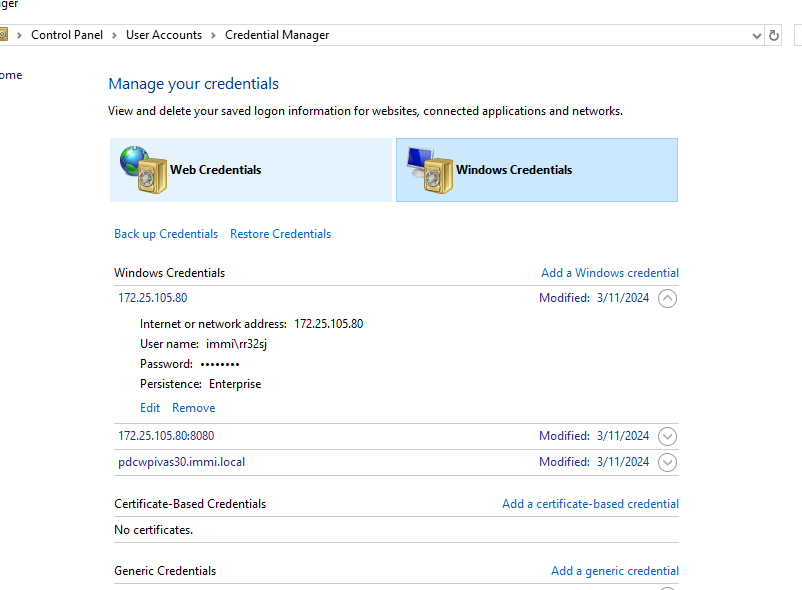 ger
Control Panel > User Accounts > Credential Manager
ome
Manage your credentials
View and delete your saved logon information for websites, connected applications and networks.
Web Credentials
Windows Credentials
Back up Credentials Restore Credentials
Windows Credentials Add a Windows credential
172.25.105.80 Modified: 3/11/2024
Internet or network address: 172.25.105.80
User name: immi\rr32sj
Password: ••••••••
Persistence: Enterprise
Edit Remove
172.25.105.80:8080 Modified: 3/11/2024
pdcwpivas30.immi.local Modified: 3/11/2024
Certificate-Based Credentials Add a certificate-based credential
No certificates.
Generic Credentials Add a generic credential